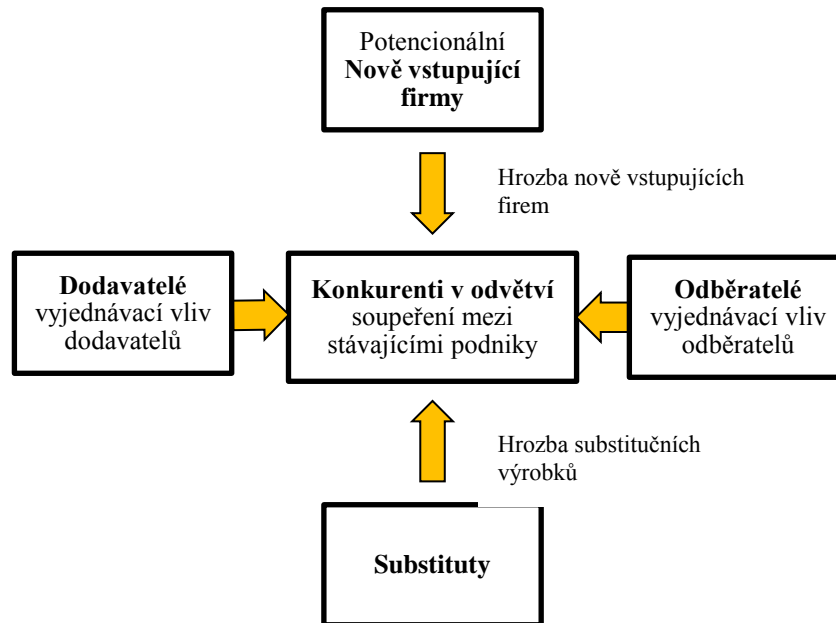 Potencionální
Nově vstupující
firmy
Hrozba nově vstupujících
firem
Dodavatelé
vyjednávací vliv
dodavatelů
Konkurenti v odvětví
soupeření mezi
stávajícími podniky
Odběratelé
vyjednávací vliv
odběratelů
Hrozba substitučních
výrobků
Substituty